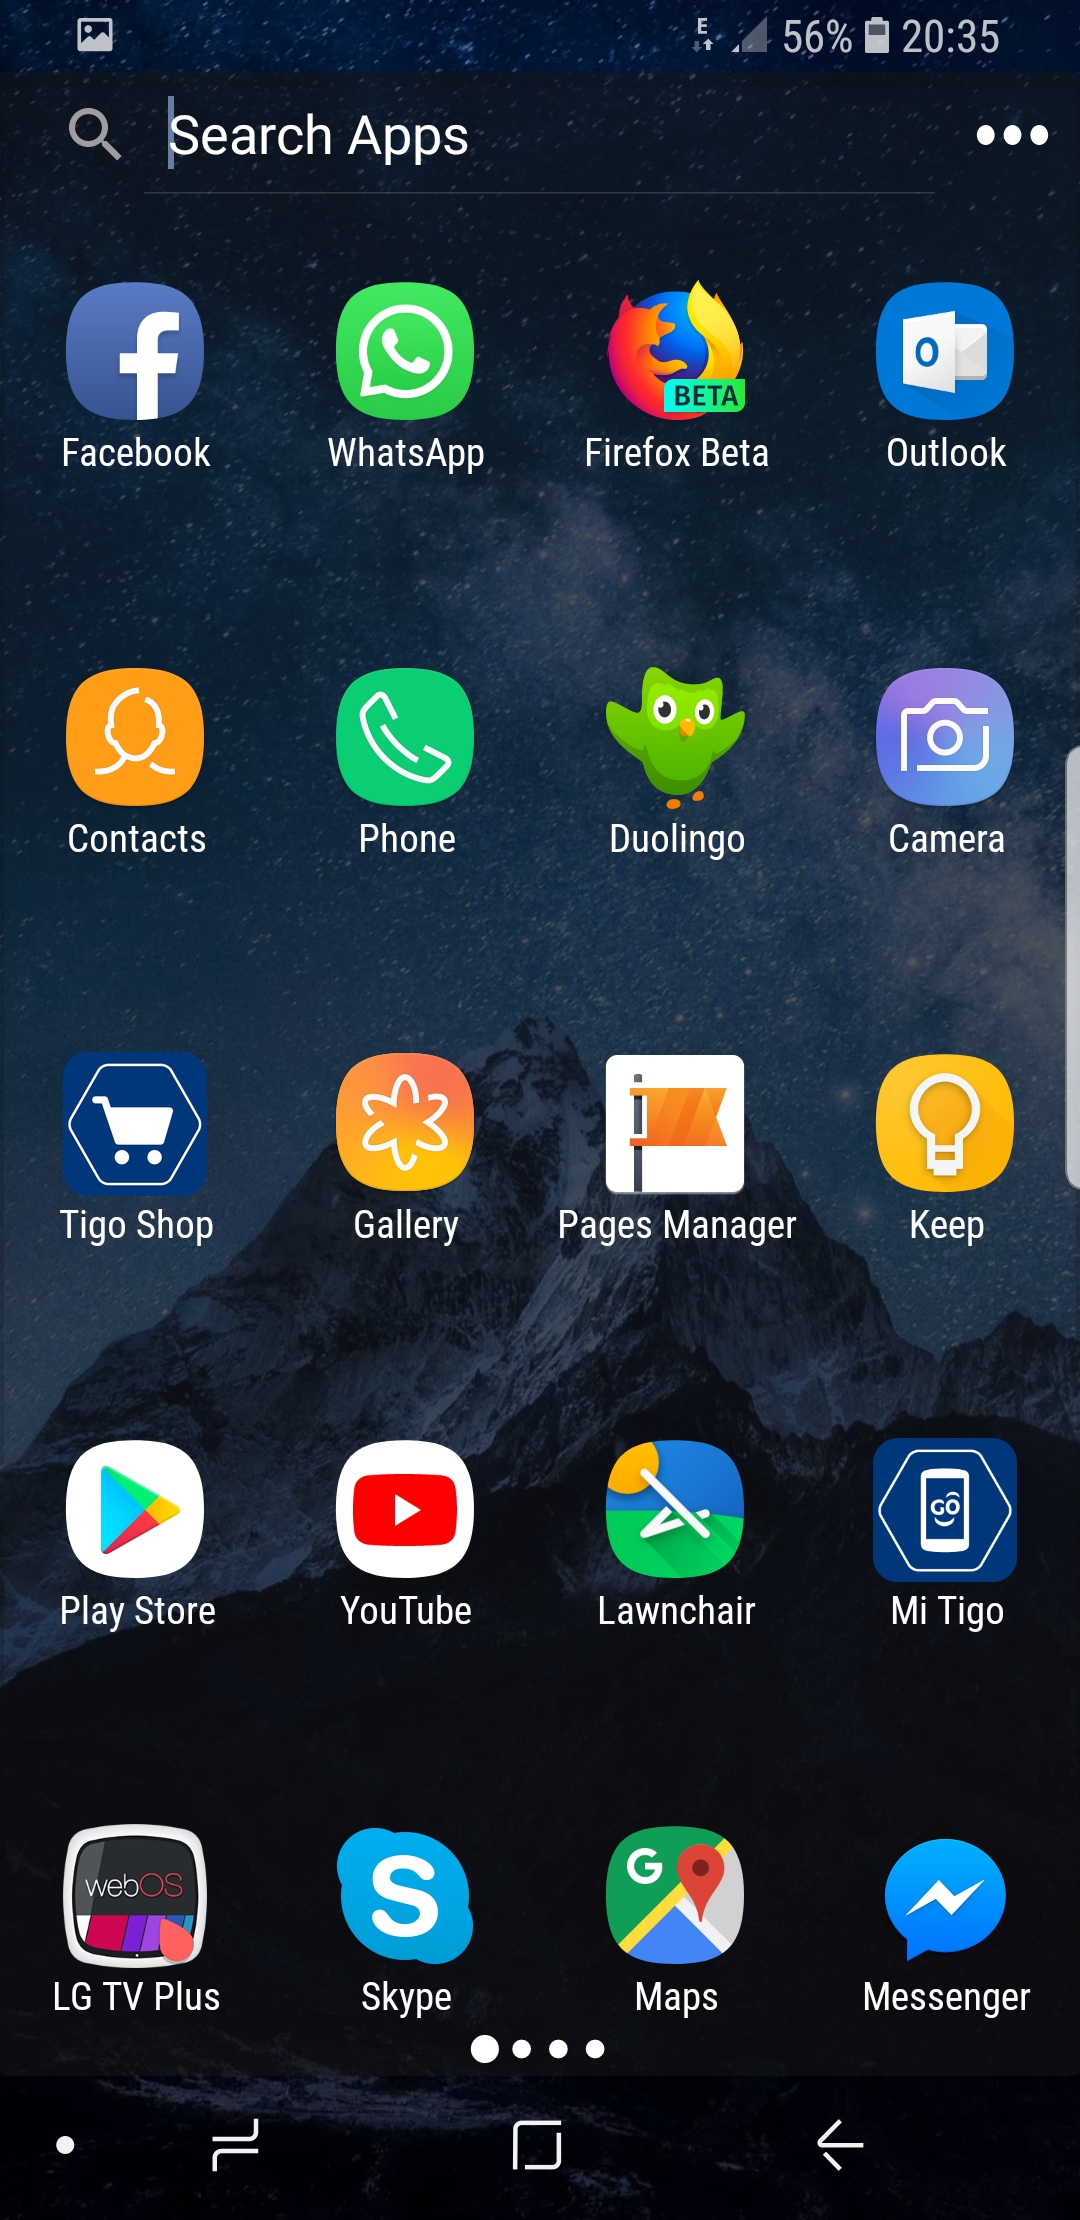 E 56% 20:35
Search Apps
BETA
Facebook WhatsApp Firefox Beta Outlook
Contacts Phone Duolingo Camera
Tigo Shop Gallery Pages Manager Keep
GO
Play Store YouTube Lawnchair Mi Tigo
webOS S G
LG TV Plus Skype Maps Messenger